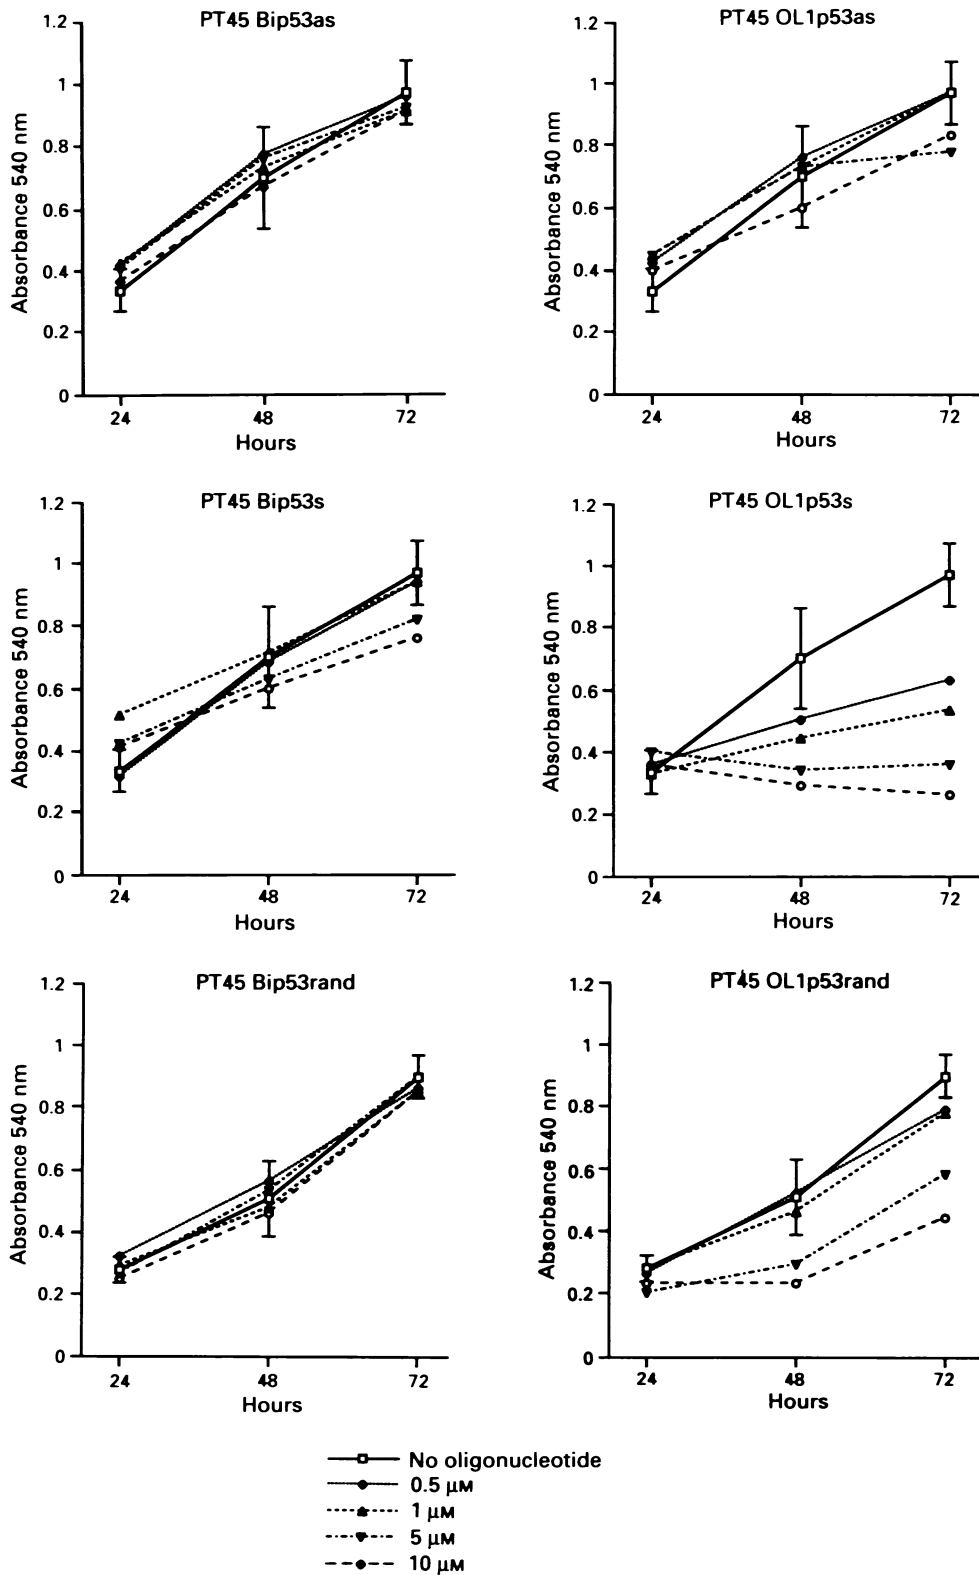 PT45 Bip53as
1.2
1
0.8
0.6
0.4
0.2
0
Absorbance 540 nm
24 48 72
Hours
PT45 OL1p53as
1.2
1
0.8
0.6
0.4
0.2
0
Absorbance 540 nm
24 48 72
Hours
PT45 Bip53s
1.2
1
0.8
0.6
0.4
0.2
0
Absorbance 540 nm
24 48 72
Hours
PT45 OL1p53s
1.2
1
0.8
0.6
0.4
0.2
0
Absorbance 540 nm
24 48 72
Hours
PT45 Bip53rand
1.2
1
0.8
0.6
0.4
0.2
0
Absorbance 540 nm
24 48 72
Hours
PT45 OL1p53rand
1.2
1
0.8
0.6
0.4
0.2
0
Absorbance 540 nm
24 48 72
Hours
No oligonucleotide
0.5 μM
1 μM
5 μM
10 μM